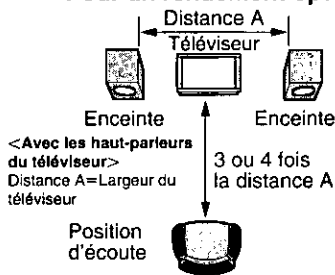 Distance A
Téléviseur
Enceinte
Enceinte
<Avec les haut-parleurs
du téléviseur>
Distance A=Largeur du
téléviseur
3 ou 4 fois
la distance A
Position
d'écoute